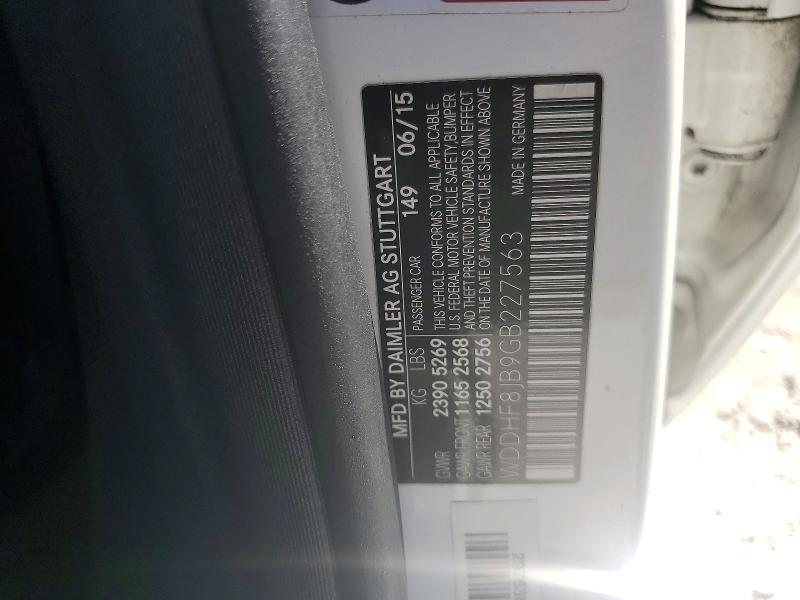 MFD BY DAIMLER AG STUTTGART
KG LBS PASSENGER CAR 149 06/15
GVWR 2390 5269 THIS VEHICLE CONFORMS TO ALL APPLICABLE
GAWR FRONT 1165 2568 U.S. FEDERAL MOTOR VEHICLE SAFETY, BUMPER
GAWR REAR 1250 2756 AND THEFT PREVENTION STANDARDS IN EFFECT
ON THE DATE OF MANUFACTURE SHOWN ABOVE
WDDHF8JB9GB227563 MADE IN GERMANY